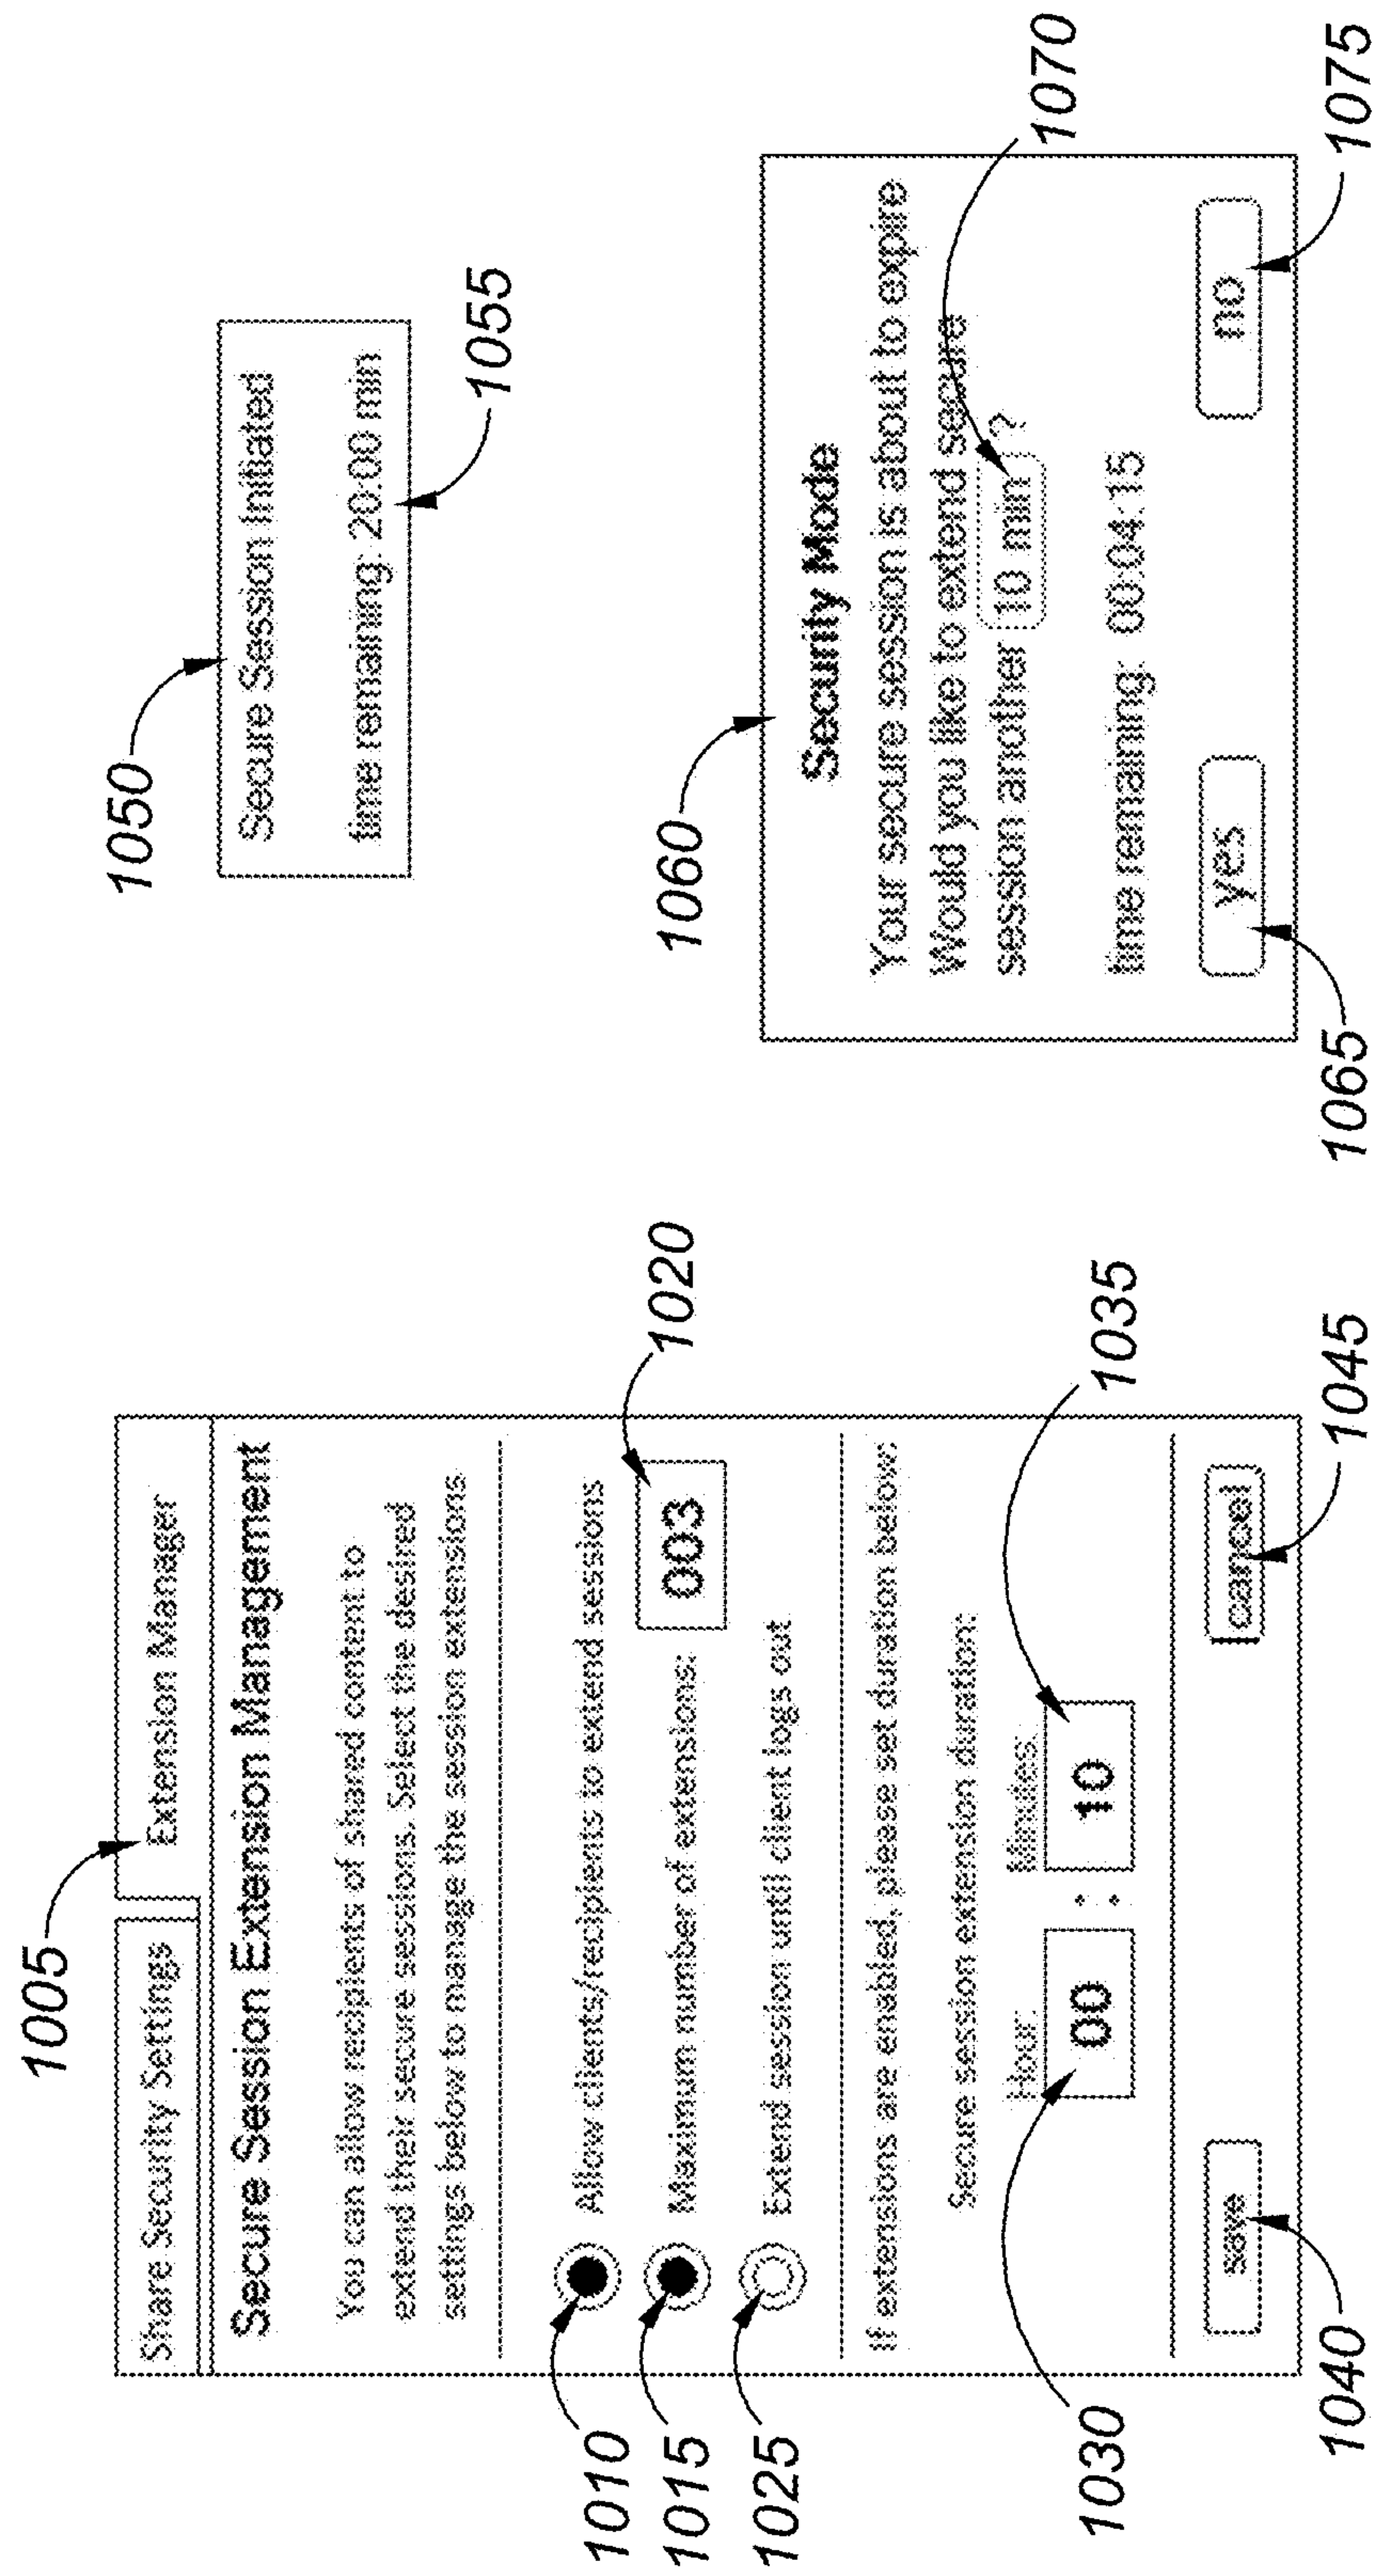 1005
Share Security Settings
Extension Manager
Secure Session Extension Management
You can allow recipients of shared content to
extend their secure sessions. Select the desired
settings below to manage the session extensions
1010
Allow clients/recipients to extend sessions
1015
Maximum number of extensions:
003
1020
1025
Extend session until client logs out
If extensions are enabled, please set duration below:
Secure session extension duration:
Hour:
Minutes:
1030
00
:
10
1035
save
cancel
1040
1045
1050
Secure Session Initiated
time remaining: 20:00 min
1055
1060
Security Mode
Your secure session is about to expire
Would you like to extend secure
session another 10 min ?
1070
time remaining: 00:04:15
yes
no
1065
1075